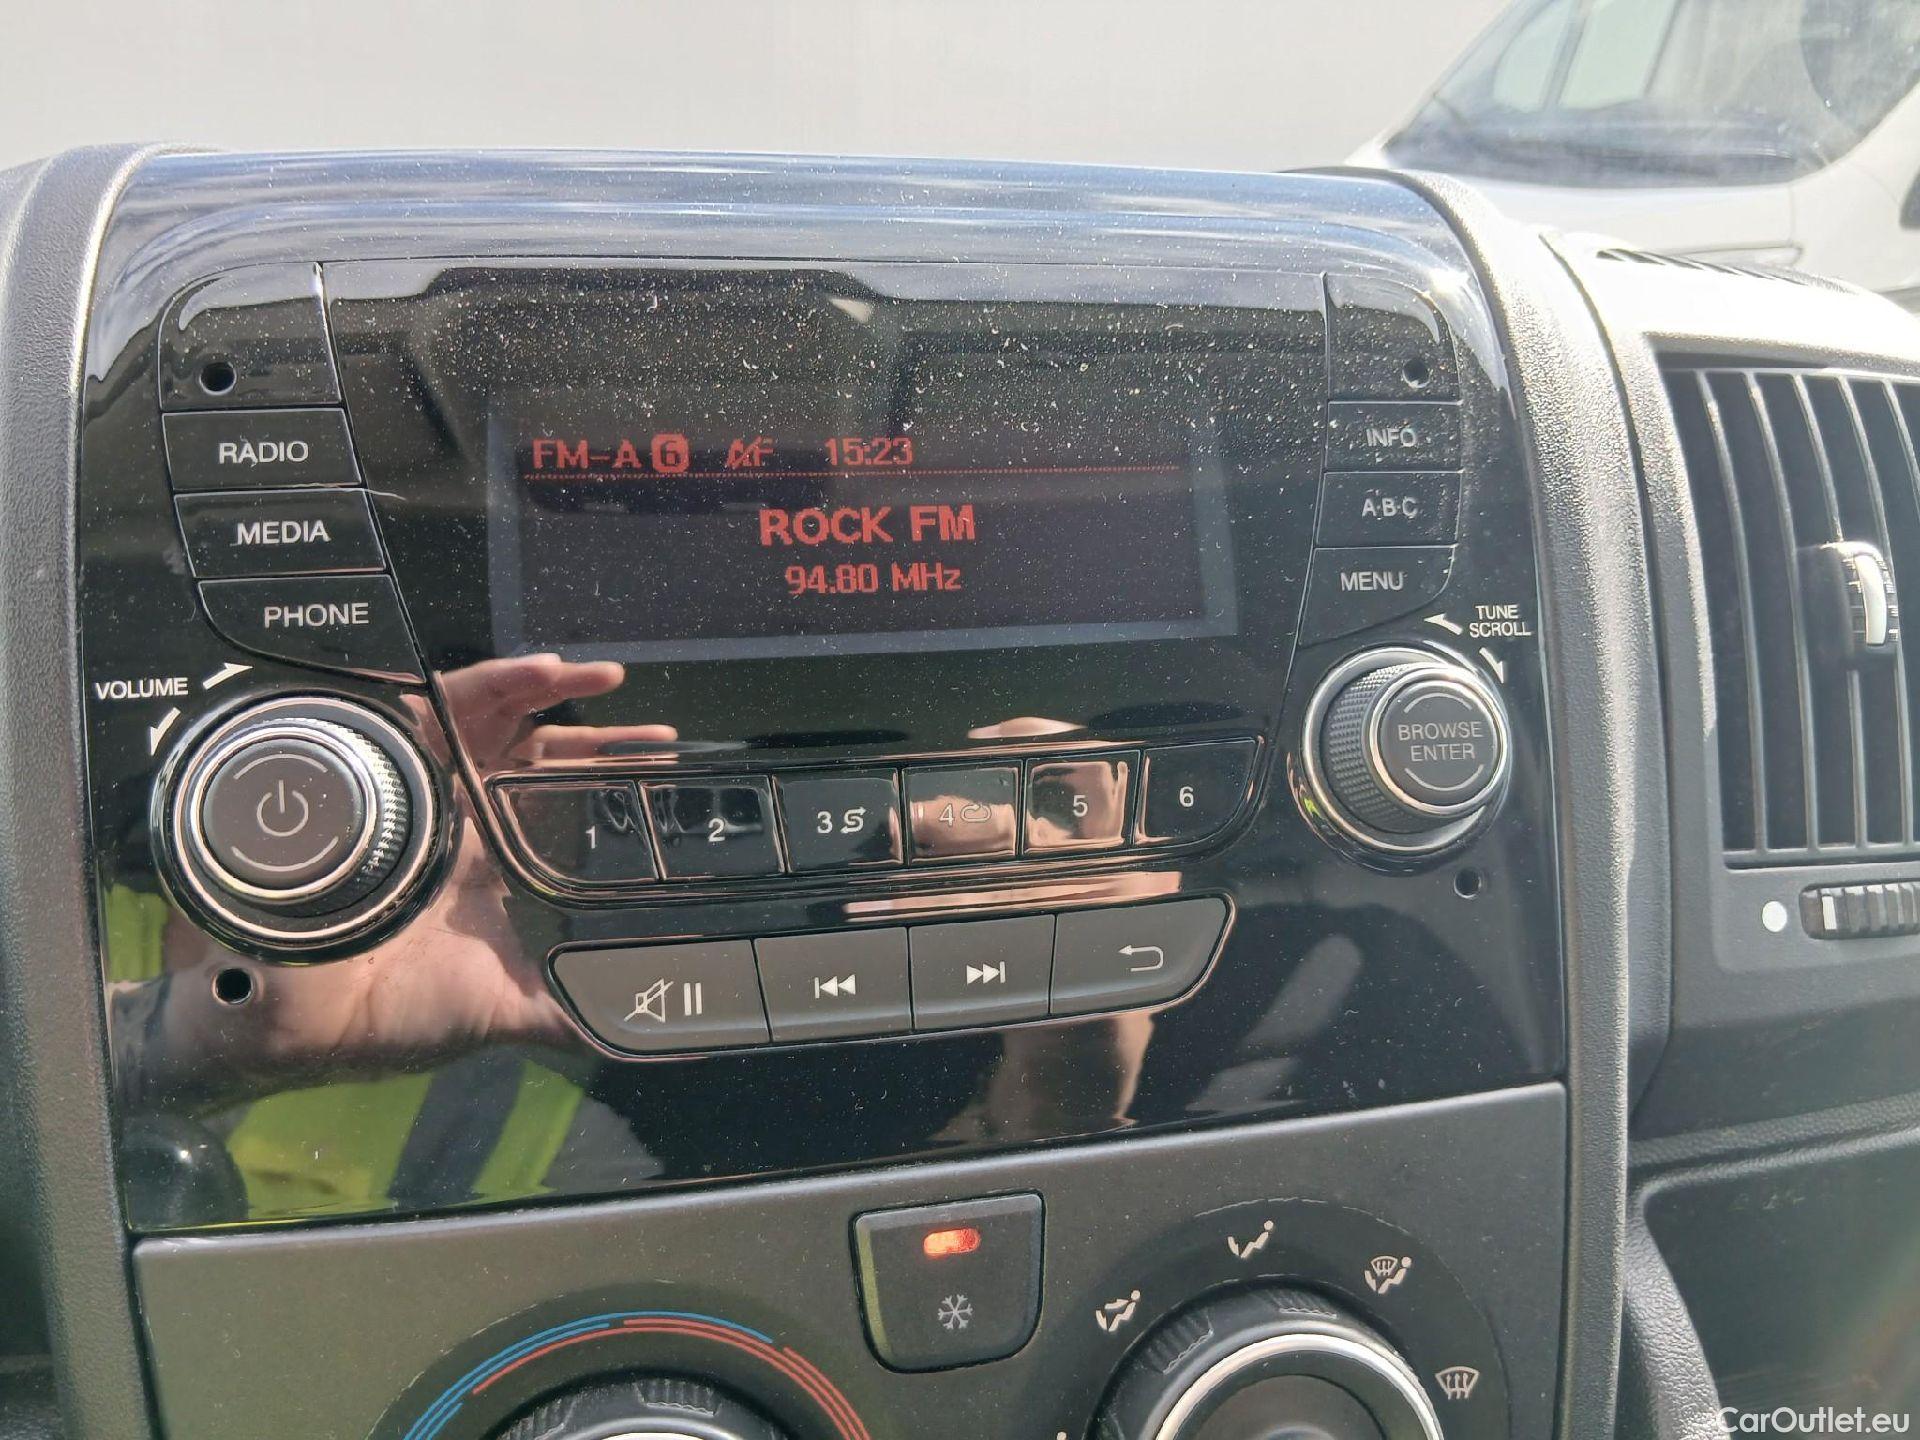 FM-A 6 AF 15:23
ROCK FM
94.80 MHz
RADIO
MEDIA
PHONE
VOLUME
INFO
A·B·C
MENU
TUNE
SCROLL
BROWSE
ENTER
1 2 3 4 5 6
CarOutlet.eu